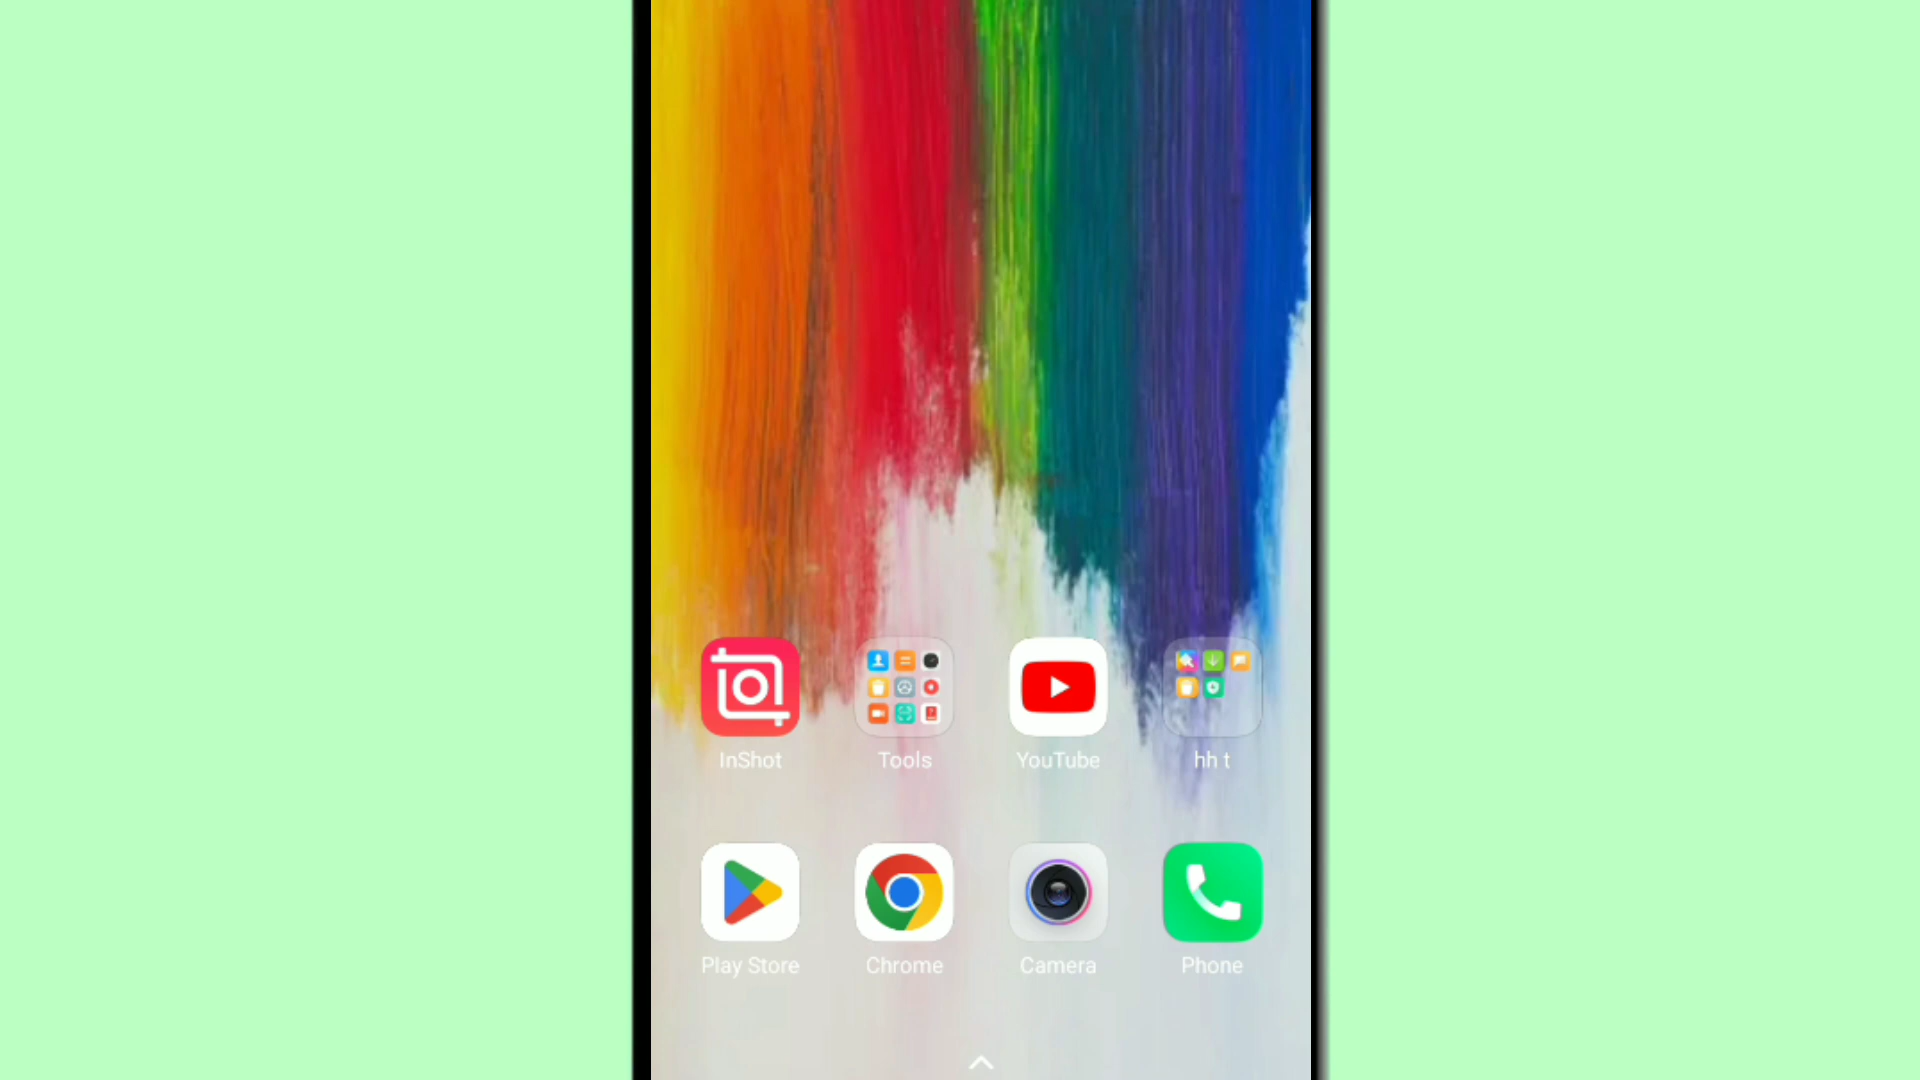 InShot
Tools
YouTube
hh t
Play Store
Chrome
Camera
Phone